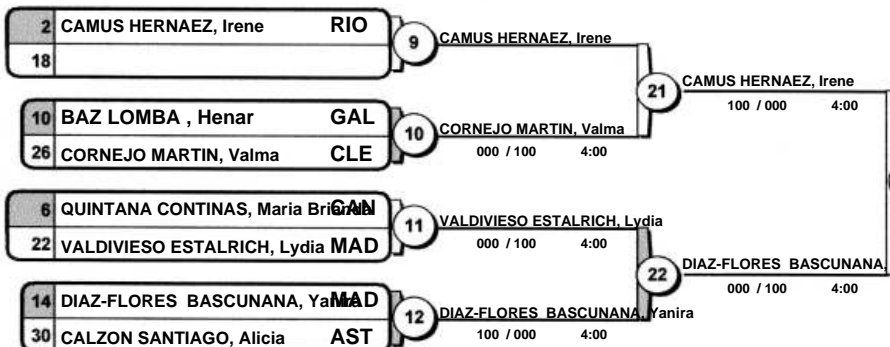 2 CAMUS HERNAEZ, Irene RIO
18
9
CAMUS HERNAEZ, Irene
10 BAZ LOMBA , Henar GAL
26 CORNEJO MARTIN, Valma CLE
10
CORNEJO MARTIN, Valma
000 / 100 4:00
21
CAMUS HERNAEZ, Irene
100 / 000 4:00
6 QUINTANA CONTINAS, Maria Brianda CAN
22 VALDIVIESO ESTALRICH, Lydia MAD
11
VALDIVIESO ESTALRICH, Lydia
000 / 100 4:00
14 DIAZ-FLORES BASCUNANA, Yanira MAD
30 CALZON SANTIAGO, Alicia AST
12
DIAZ-FLORES BASCUNANA, Yanira
100 / 000 4:00
22
DIAZ-FLORES BASCUNANA,
000 / 100 4:00